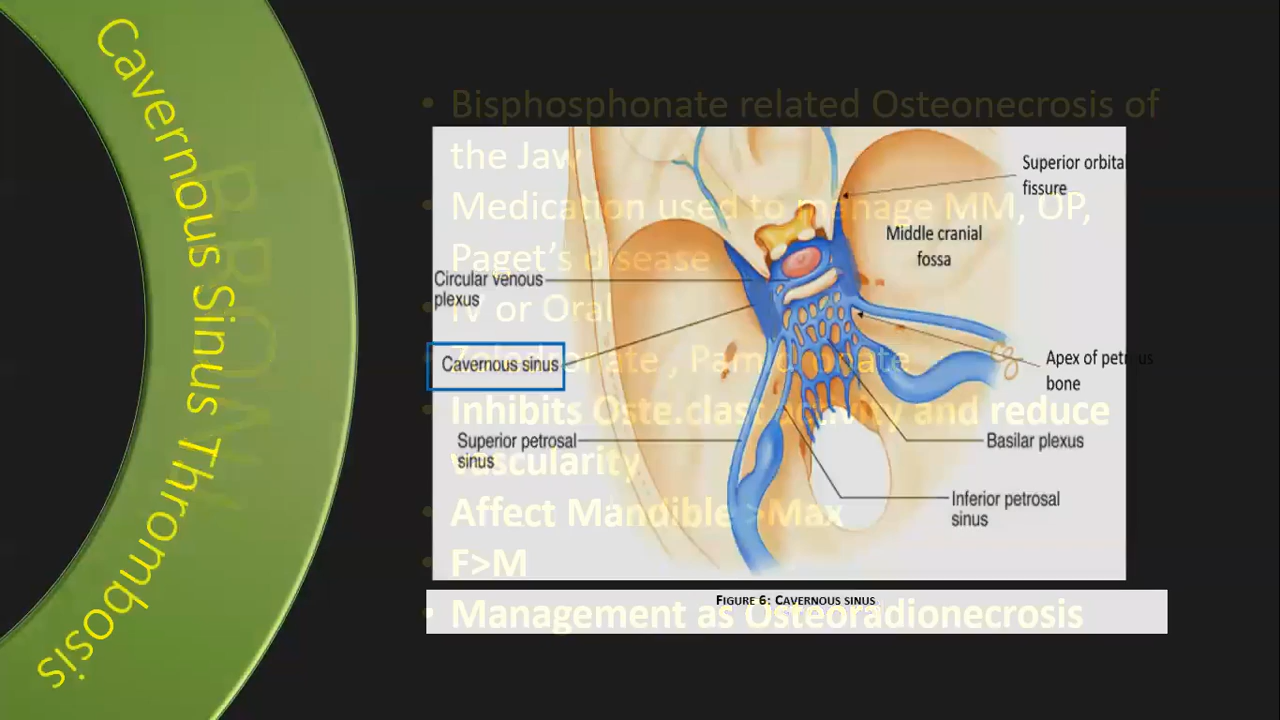 Cavernous Sinus Thrombosis
BRONJ
• Bisphosphonate related Osteonecrosis of
the Jaw
• Medication used to manage MM, OP,
Paget's disease
• IV or Oral
• Zoledronate , Pamidronate
• Inhibits Oste.clast activity and reduce
vascularity
• Affect Mandible >Max
• F>M
• Management as Osteoradionecrosis
Superior orbital
fissure
Middle cranial
fossa
Circular venous
plexus
Cavernous sinus
Apex of petrous
bone
Superior petrosal
sinus
Basilar plexus
Inferior petrosal
sinus
FIGURE 6: CAVERNOUS SINUS